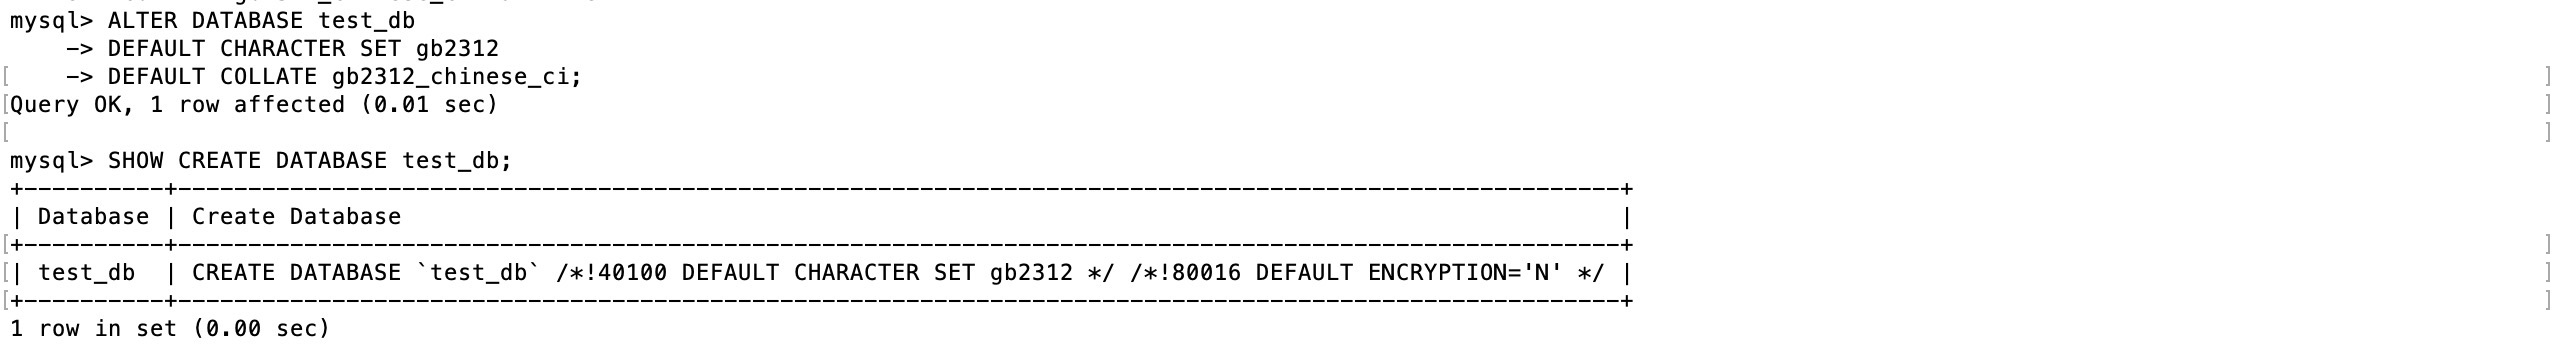 mysql> ALTER DATABASE test_db
    -> DEFAULT CHARACTER SET gb2312
[    -> DEFAULT COLLATE gb2312_chinese_ci; ]
[Query OK, 1 row affected (0.01 sec) ]
[ ]
mysql> SHOW CREATE DATABASE test_db;
+----------+-------------------------------------------------------------------------------------------------------+
| Database | Create Database                                                                                       |
[+----------+-------------------------------------------------------------------------------------------------------+ ]
[| test_db  | CREATE DATABASE `test_db` /*!40100 DEFAULT CHARACTER SET gb2312 */ /*!80016 DEFAULT ENCRYPTION='N' */ | ]
[+----------+-------------------------------------------------------------------------------------------------------+ ]
1 row in set (0.00 sec)